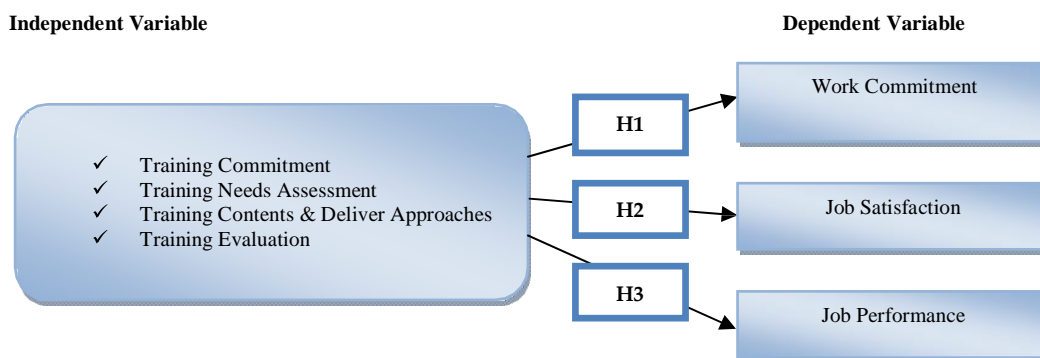 Independent Variable
Dependent Variable
Work Commitment
H1
✓ Training Commitment
✓ Training Needs Assessment
✓ Training Contents & Deliver Approaches
✓ Training Evaluation
H2
Job Satisfaction
H3
Job Performance